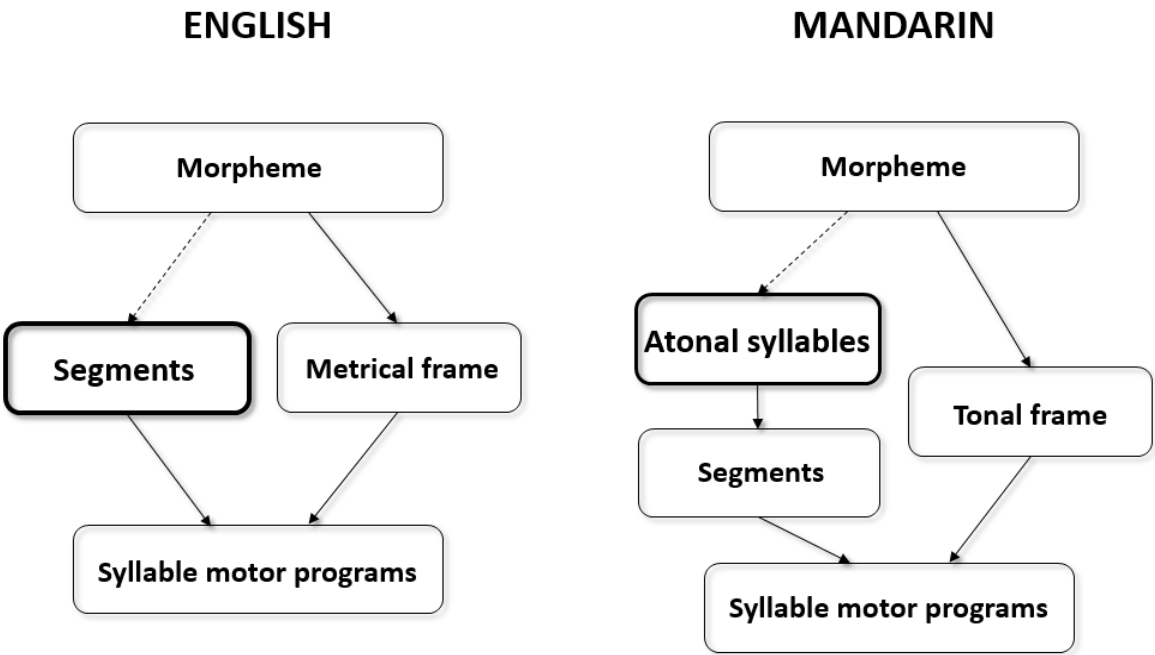 ENGLISH
Morpheme
Segments
Metrical frame
Syllable motor programs
MANDARIN
Morpheme
Atonal syllables
Segments
Tonal frame
Syllable motor programs